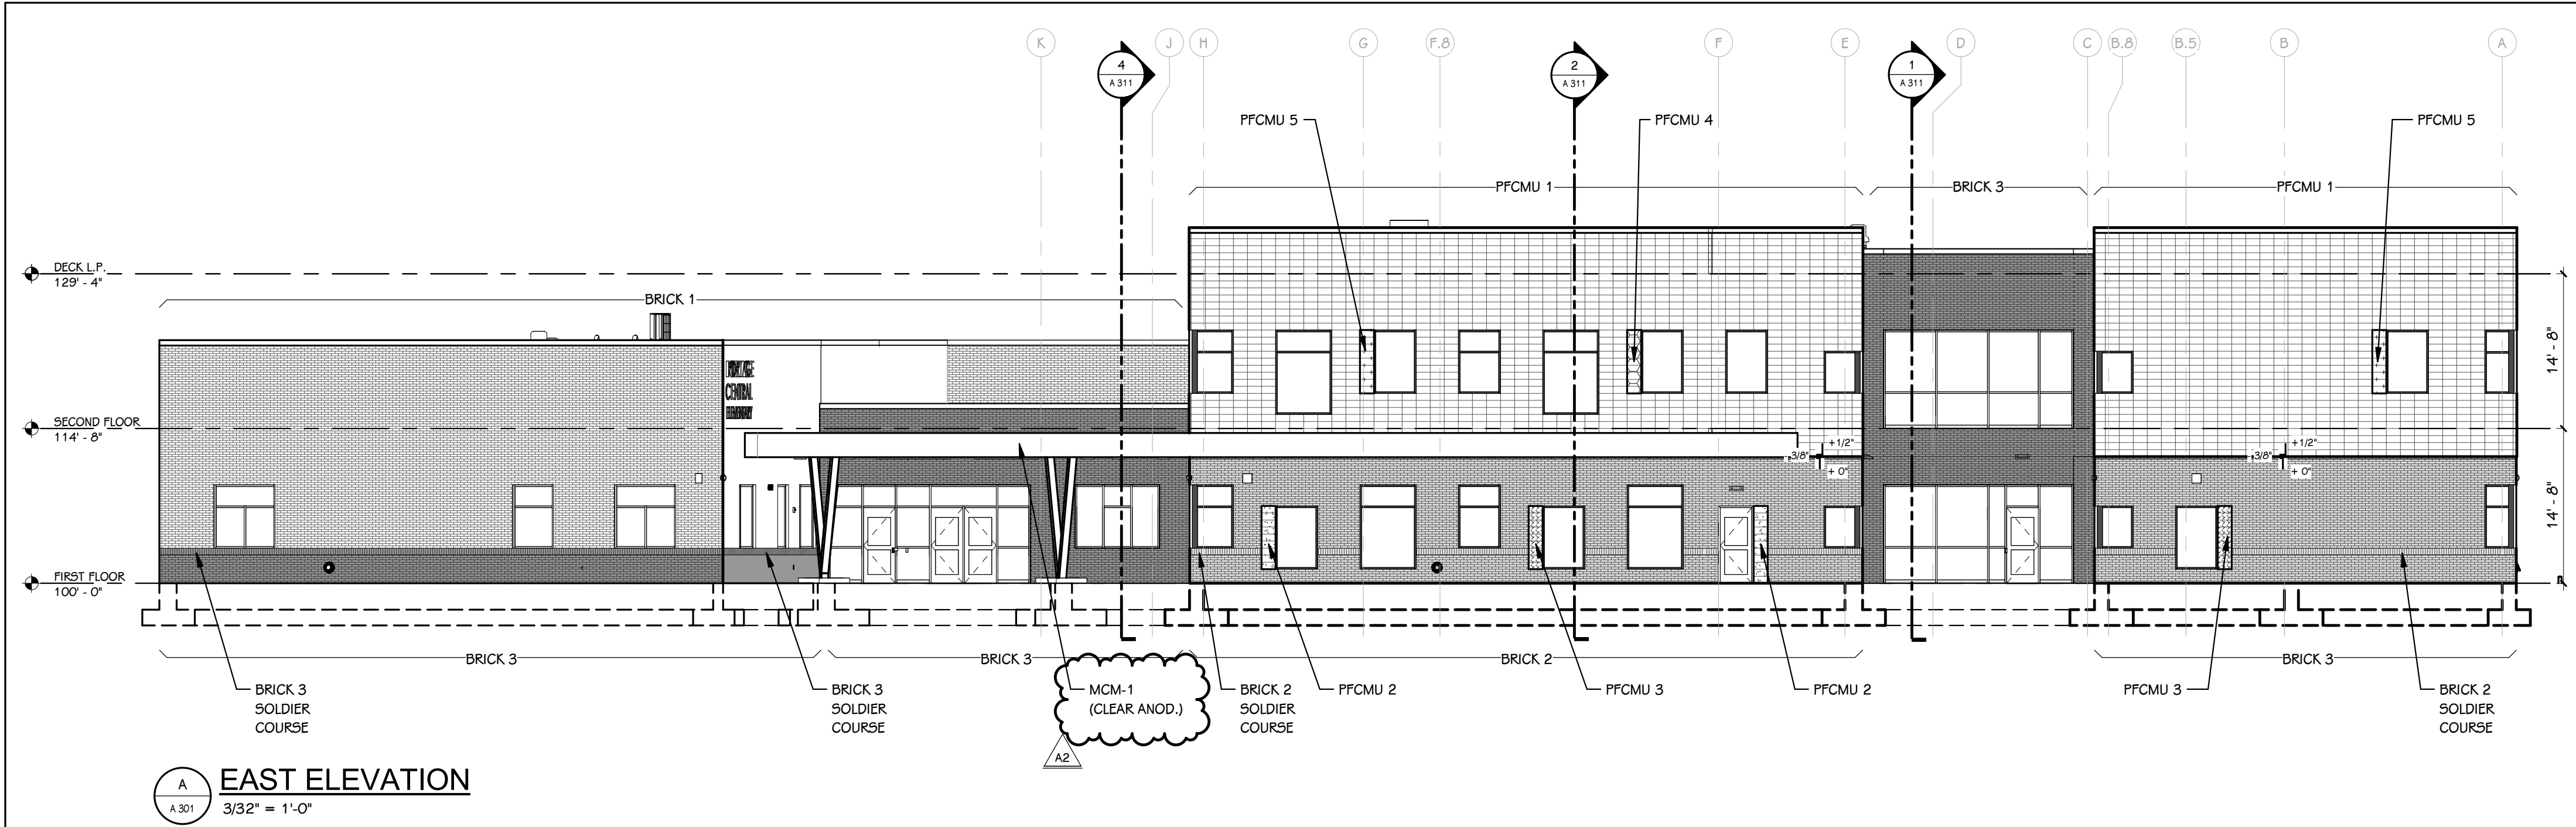 K J H G F.8 F E D C B.8 B.5 B A
4
A 311
2
A 311
1
A 311
PFCMU 5
PFCMU 4
PFCMU 5
PFCMU 1
BRICK 3
PFCMU 1
DECK L.P.
129' - 4"
BRICK 1
14' - 8"
CENTRAL
SECOND FLOOR
114' - 8"
+1/2"
- 3/8"
+ 0"
+1/2"
- 3/8"
+ 0"
14' - 8"
FIRST FLOOR
100' - 0"
BRICK 3
BRICK 3
BRICK 2
BRICK 3
BRICK 3
SOLDIER
COURSE
BRICK 3
SOLDIER
COURSE
MCM-1
(CLEAR ANOD.)
A2
BRICK 2
SOLDIER
COURSE
PFCMU 2
PFCMU 3
PFCMU 2
PFCMU 3
BRICK 2
SOLDIER
COURSE
A
A 301
EAST ELEVATION
3/32" = 1'-0"